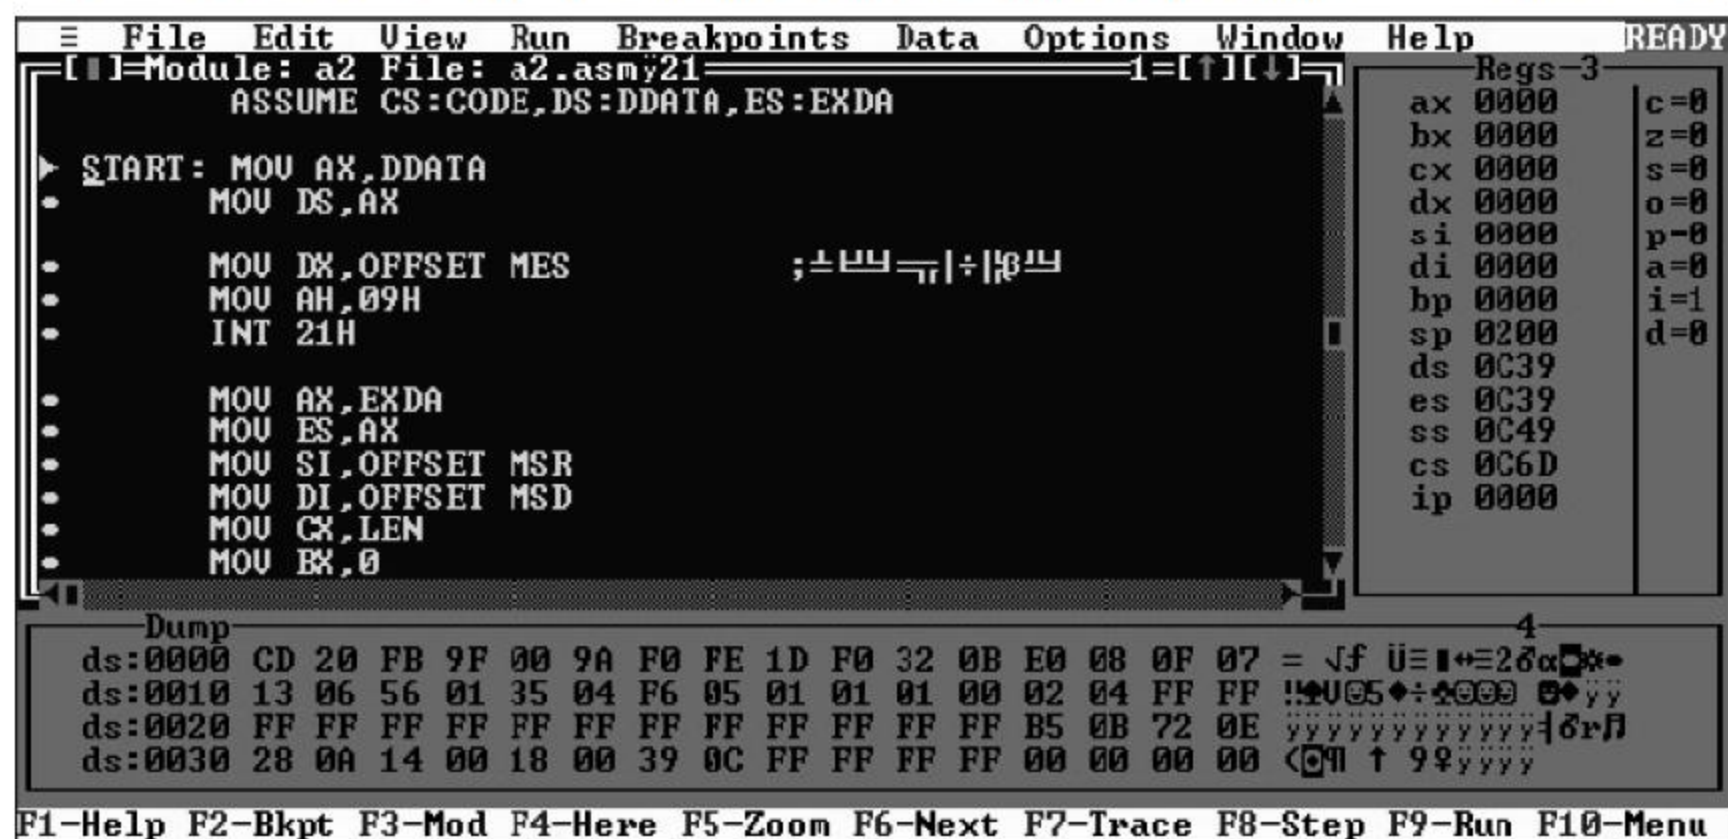 ≡ File Edit View Run Breakpoints Data Options Window Help READY
[▮]=Module: a2 File: a2.asmÿ21 1=[↑][↓]
ASSUME CS:CODE,DS:DDATA,ES:EXDA
START: MOV AX,DDATA
MOV DS,AX
MOV DX,OFFSET MES
MOV AH,09H
INT 21H
MOV AX,EXDA
MOV ES,AX
MOV SI,OFFSET MSR
MOV DI,OFFSET MSD
MOV CX,LEN
MOV BX,0
Regs 3
ax 0000 c=0
bx 0000 z=0
cx 0000 s=0
dx 0000 o=0
si 0000 p=0
di 0000 a=0
bp 0000 i=1
sp 0200 d=0
ds 0C39
es 0C39
ss 0C49
cs 0C6D
ip 0000
Dump 4
ds:0000 CD 20 FB 9F 00 9A F0 FE 1D F0 32 0B E0 08 0F 07 = √ƒ Ü≡▮↔≡2♂α◘☼•
ds:0010 13 06 56 01 35 04 F6 05 01 01 01 00 02 04 FF FF ‼♠V☺5♦÷♣☺☺☺ ☻♦ÿÿ
ds:0020 FF FF FF FF FF FF FF FF FF FF FF FF B5 0B 72 0E ÿÿÿÿÿÿÿÿÿÿÿÿ╡♂r♫
ds:0030 28 0A 14 00 18 00 39 0C FF FF FF FF 00 00 00 00 (◙¶ ↑ 9♀ÿÿÿÿ
F1-Help F2-Bkpt F3-Mod F4-Here F5-Zoom F6-Next F7-Trace F8-Step F9-Run F10-Menu